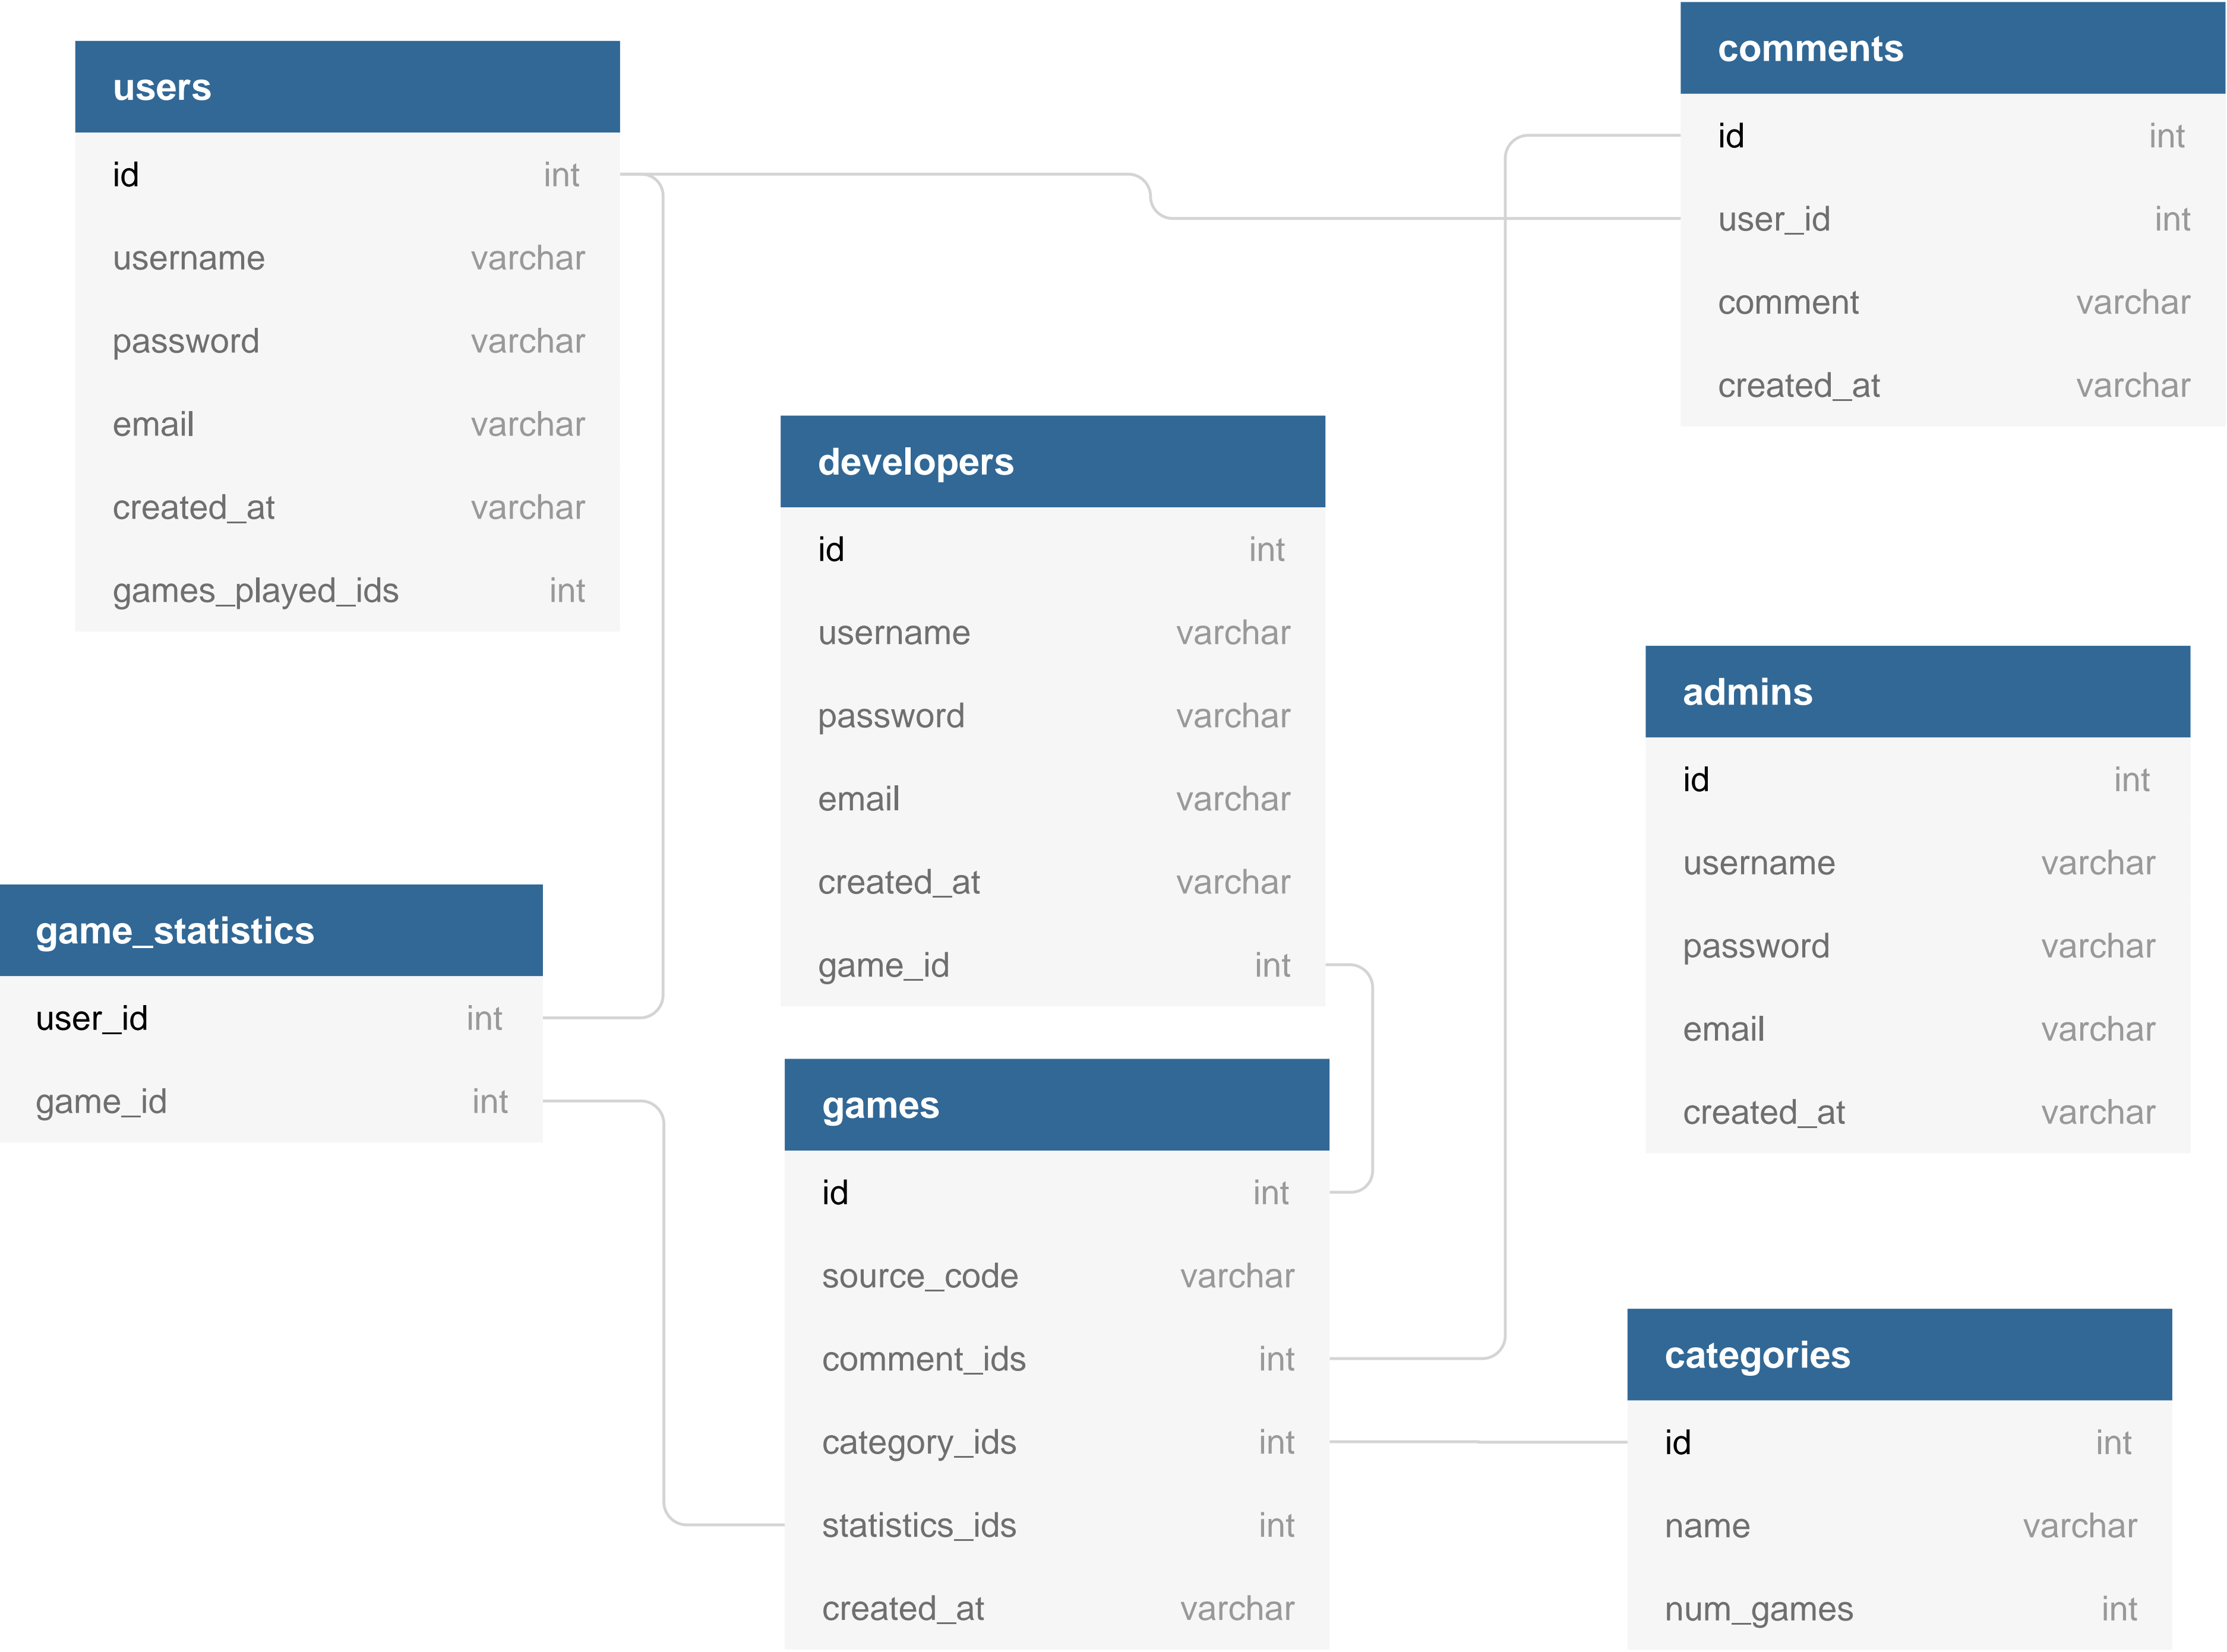 users
id int
username varchar
password varchar
email varchar
created_at varchar
games_played_ids int
comments
id int
user_id int
comment varchar
created_at varchar
developers
id int
username varchar
password varchar
email varchar
created_at varchar
game_id int
admins
id int
username varchar
password varchar
email varchar
created_at varchar
game_statistics
user_id int
game_id int
games
id int
source_code varchar
comment_ids int
category_ids int
statistics_ids int
created_at varchar
categories
id int
name varchar
num_games int